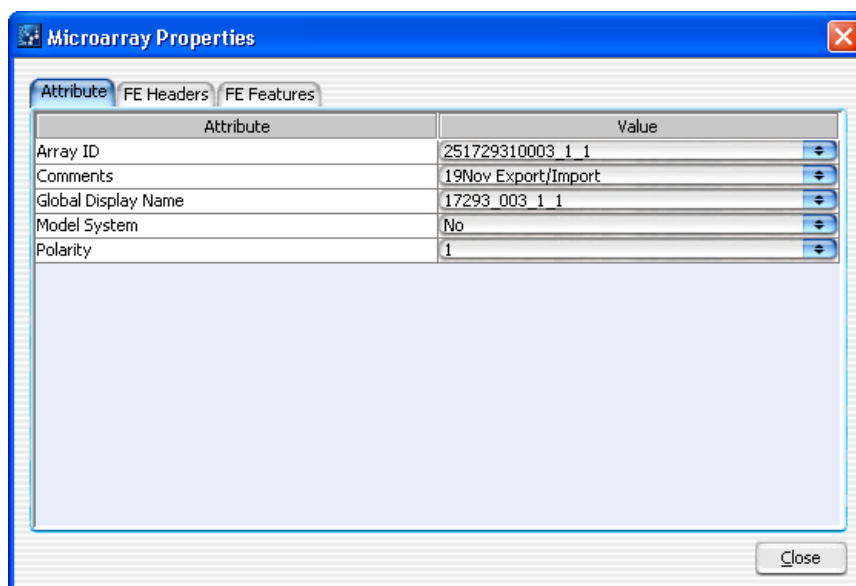 Microarray Properties
Attribute FE Headers FE Features
Attribute Value
Array ID 251729310003_1_1
Comments 19Nov Export/Import
Global Display Name 17293_003_1_1
Model System No
Polarity 1
Close